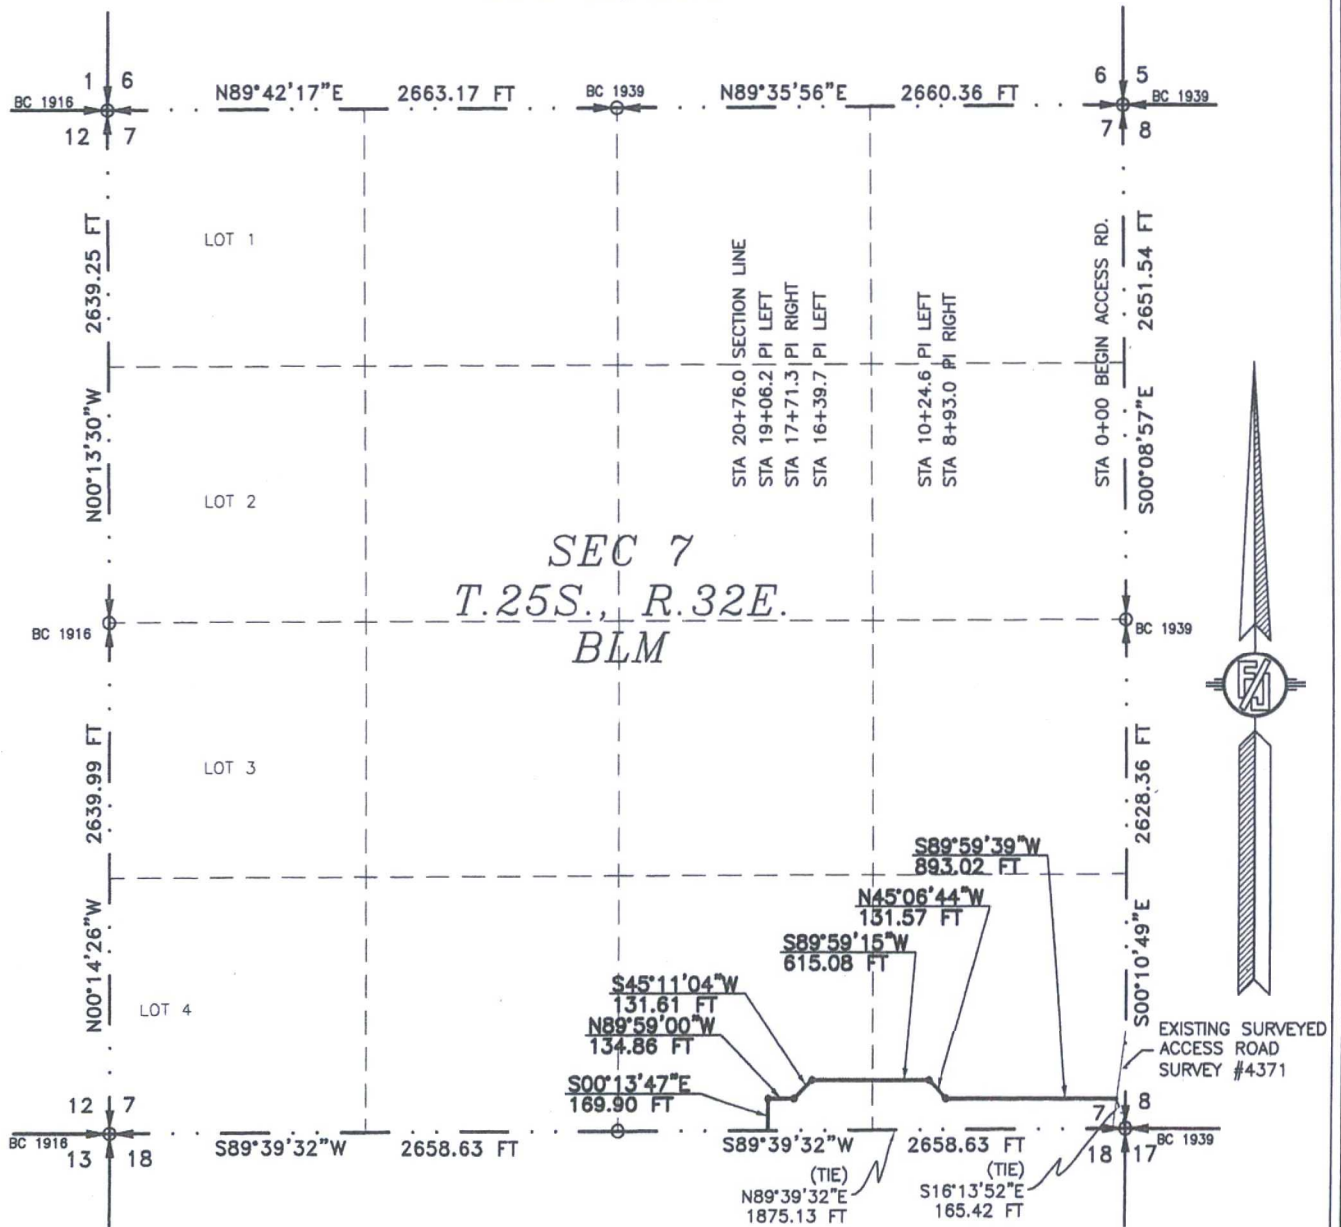 1 6
BC 1916
12 7
N89°42'17"E 2663.17 FT
BC 1939
N89°35'56"E 2660.36 FT
6 5
BC 1939
7 8
N00°13'30"W 2639.25 FT
LOT 1
STA 20+76.0 SECTION LINE
STA 19+06.2 PI LEFT
STA 17+71.3 PI RIGHT
STA 16+39.7 PI LEFT
STA 10+24.6 PI LEFT
STA 8+93.0 PI RIGHT
STA 0+00 BEGIN ACCESS RD.
S00°08'57"E 2651.54 FT
LOT 2
SEC 7
T.25S., R.32E.
BLM
BC 1916
BC 1939
N00°14'26"W 2639.99 FT
LOT 3
S00°10'49"E 2628.36 FT
S89°59'39"W
893.02 FT
N45°06'44"W
131.57 FT
S89°59'15"W
615.08 FT
S45°11'04"W
131.61 FT
N89°59'00"W
134.86 FT
S00°13'47"E
169.90 FT
LOT 4
EXISTING SURVEYED
ACCESS ROAD
SURVEY #4371
12 7
BC 1916
13 18
S89°39'32"W 2658.63 FT
S89°39'32"W 2658.63 FT
7 8
BC 1939
18 17
(TIE)
N89°39'32"E
1875.13 FT
(TIE)
S16°13'52"E
165.42 FT